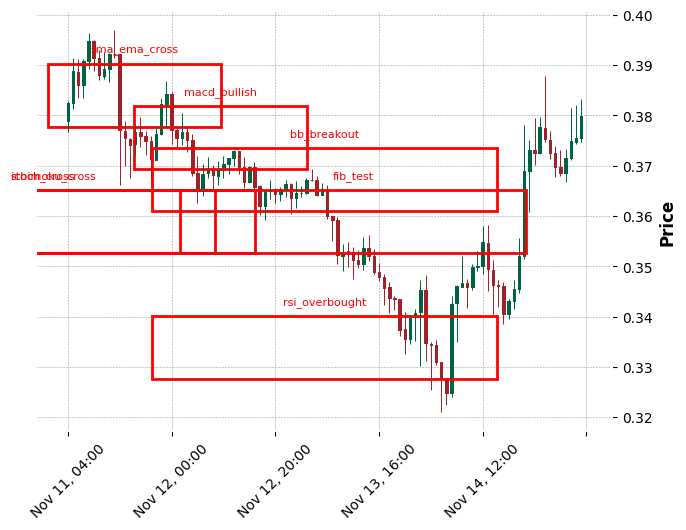 0.40
ema_cross
0.39
macd_bullish
0.38
bb_breakout
0.37
fib_test
0.36
0.35
rsi_overbought
0.34
0.33
0.32
Price
Nov 11, 04:00
Nov 12, 00:00
Nov 12, 20:00
Nov 13, 16:00
Nov 14, 12:00